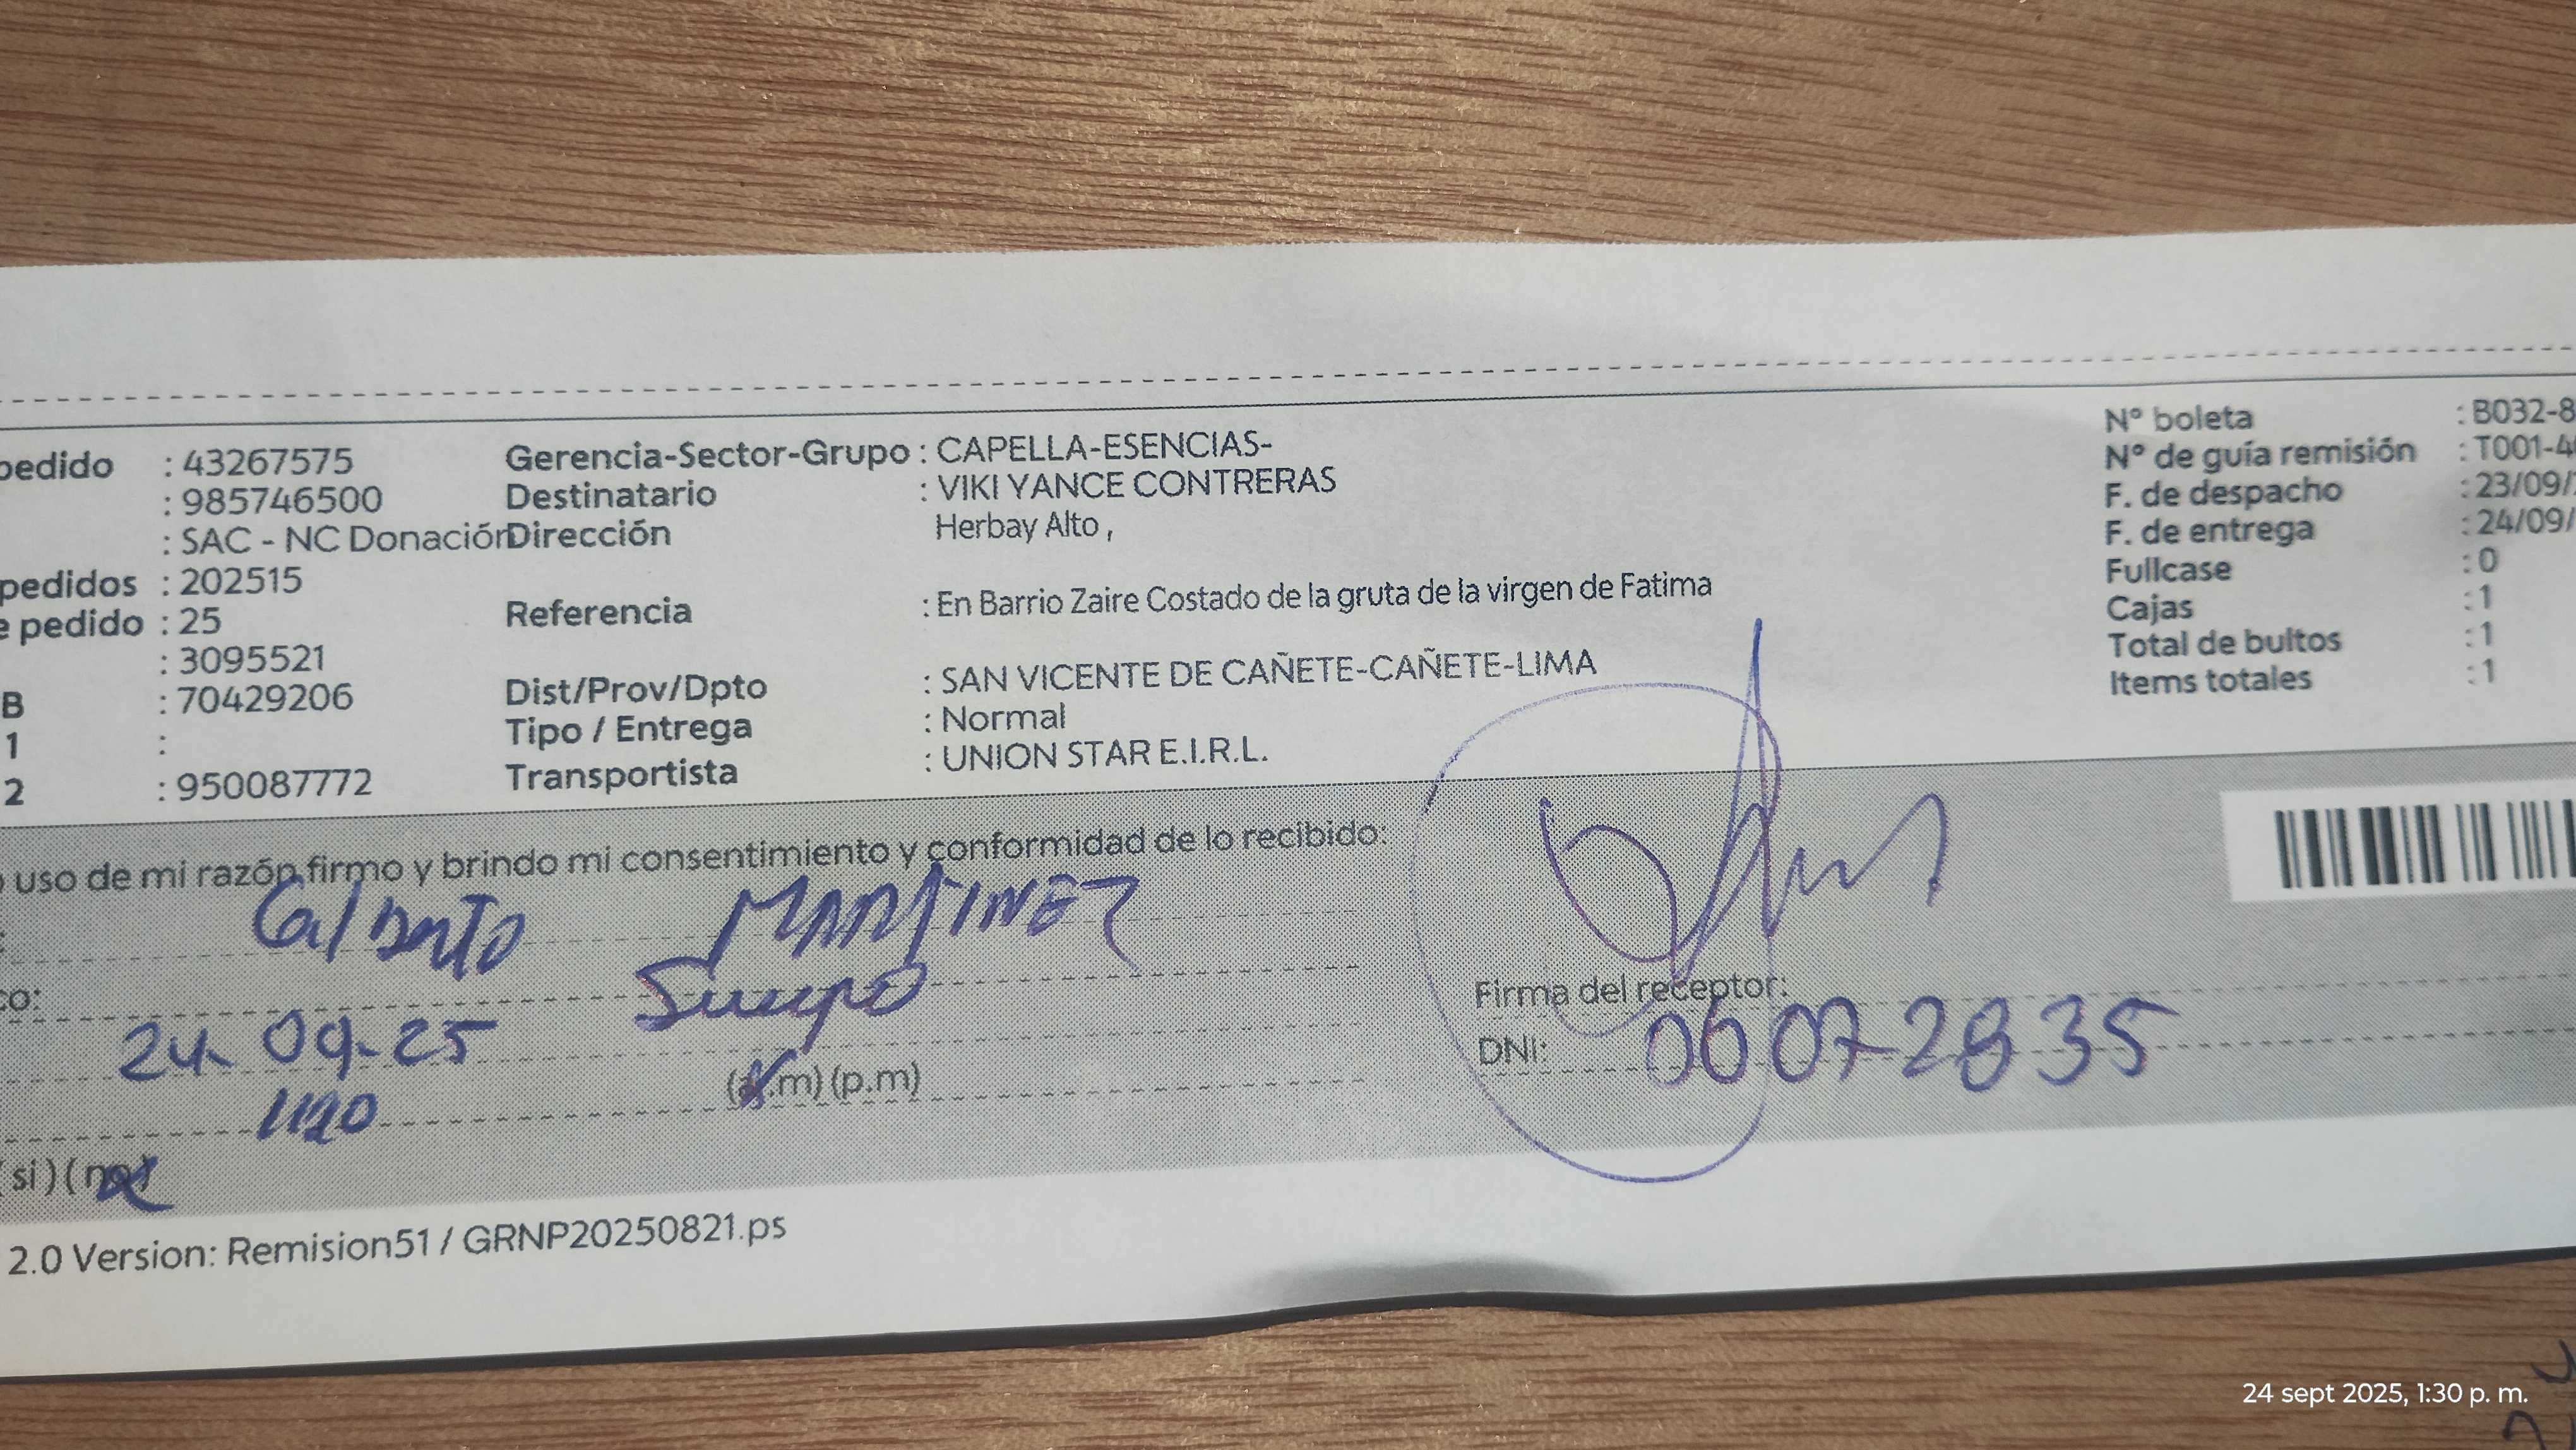 pedido : 43267575
: 985746500
: SAC - NC Donación
pedidos : 202515
e pedido : 25
: 3095521
B : 70429206
1 :
2 : 950087772
Gerencia-Sector-Grupo : CAPELLA-ESENCIAS-
Destinatario : VIKI YANCE CONTRERAS
Dirección Herbay Alto ,
Referencia : En Barrio Zaire Costado de la gruta de la virgen de Fatima
Dist/Prov/Dpto : SAN VICENTE DE CAÑETE-CAÑETE-LIMA
Tipo / Entrega : Normal
Transportista : UNION STAR E.I.R.L.
N° boleta : B032-8
N° de guía remisión : T001-4
F. de despacho : 23/09/
F. de entrega : 24/09/
Fullcase : 0
Cajas : 1
Total de bultos : 1
Items totales : 1
o uso de mi razón firmo y brindo mi consentimiento y conformidad de lo recibido:
MARTINEZ
co:
24-09-25
(a.m) (p.m)
1120
(si) (no)
Firma del receptor:
DNI: 06072835
2.0 Version: Remision51 / GRNP20250821.ps
24 sept 2025, 1:30 p. m.